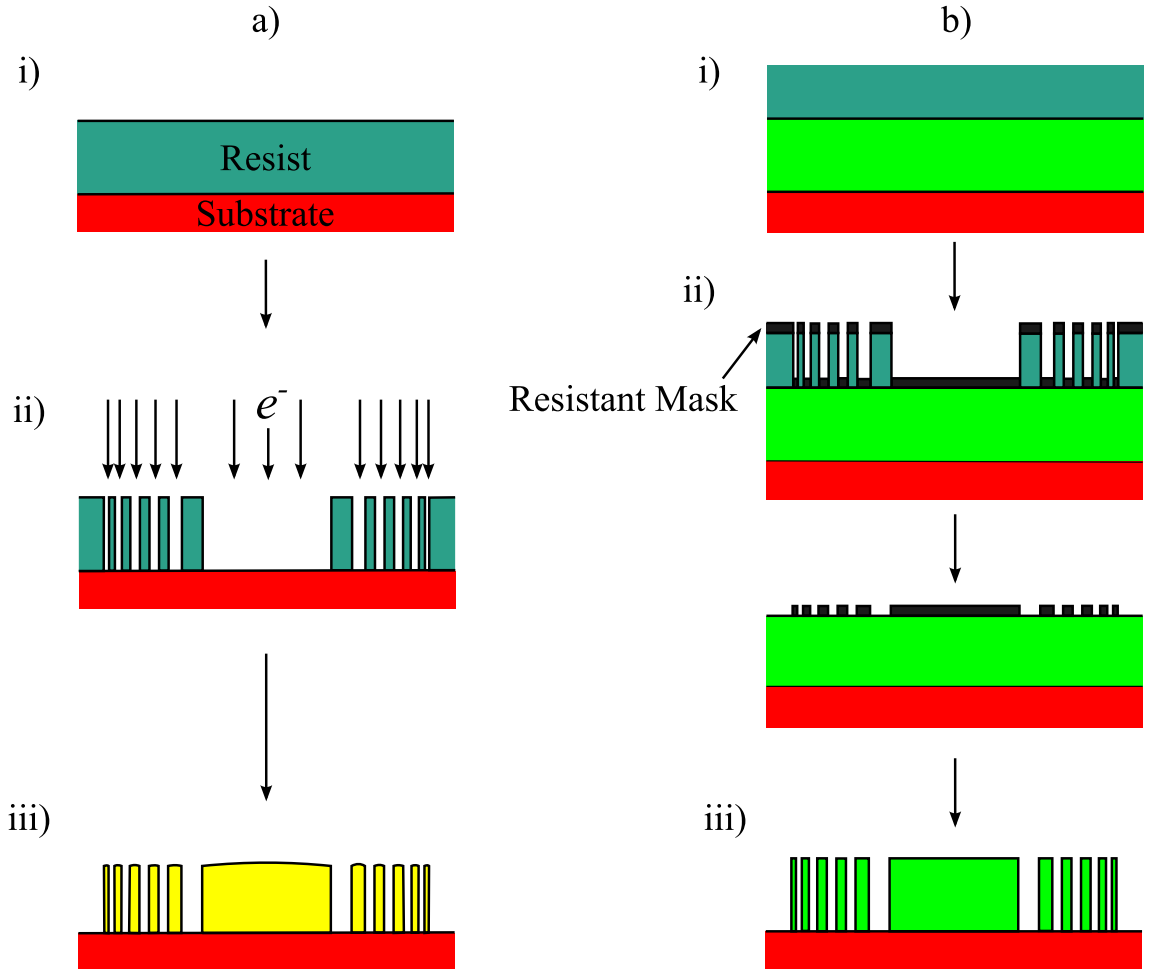 a)
i)
Resist
Substrate
ii)
e-
iii)
b)
i)
ii)
Resistant Mask
iii)